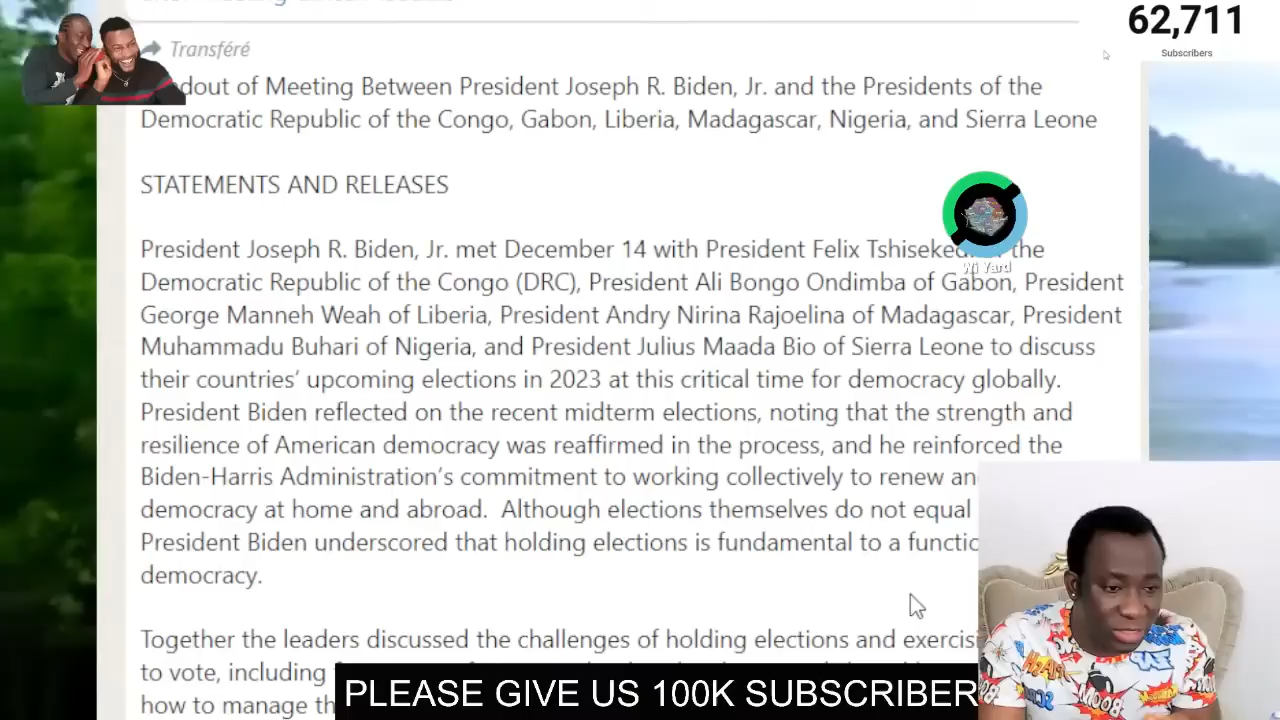 62,711
Subscribers
Transféré
dout of Meeting Between President Joseph R. Biden, Jr. and the Presidents of the
Democratic Republic of the Congo, Gabon, Liberia, Madagascar, Nigeria, and Sierra Leone
STATEMENTS AND RELEASES
President Joseph R. Biden, Jr. met December 14 with President Felix Tshiseked the
Democratic Republic of the Congo (DRC), President Ali Bongo Ondimba of Gabon, President
George Manneh Weah of Liberia, President Andry Nirina Rajoelina of Madagascar, President
Muhammadu Buhari of Nigeria, and President Julius Maada Bio of Sierra Leone to discuss
their countries’ upcoming elections in 2023 at this critical time for democracy globally.
President Biden reflected on the recent midterm elections, noting that the strength and
resilience of American democracy was reaffirmed in the process, and he reinforced the
Biden-Harris Administration’s commitment to working collectively to renew an
democracy at home and abroad.  Although elections themselves do not equal
President Biden underscored that holding elections is fundamental to a functio
democracy.
Together the leaders discussed the challenges of holding elections and exercisi
to vote, including
how to manage th
Wi Yard
PLEASE GIVE US 100K SUBSCRIBER